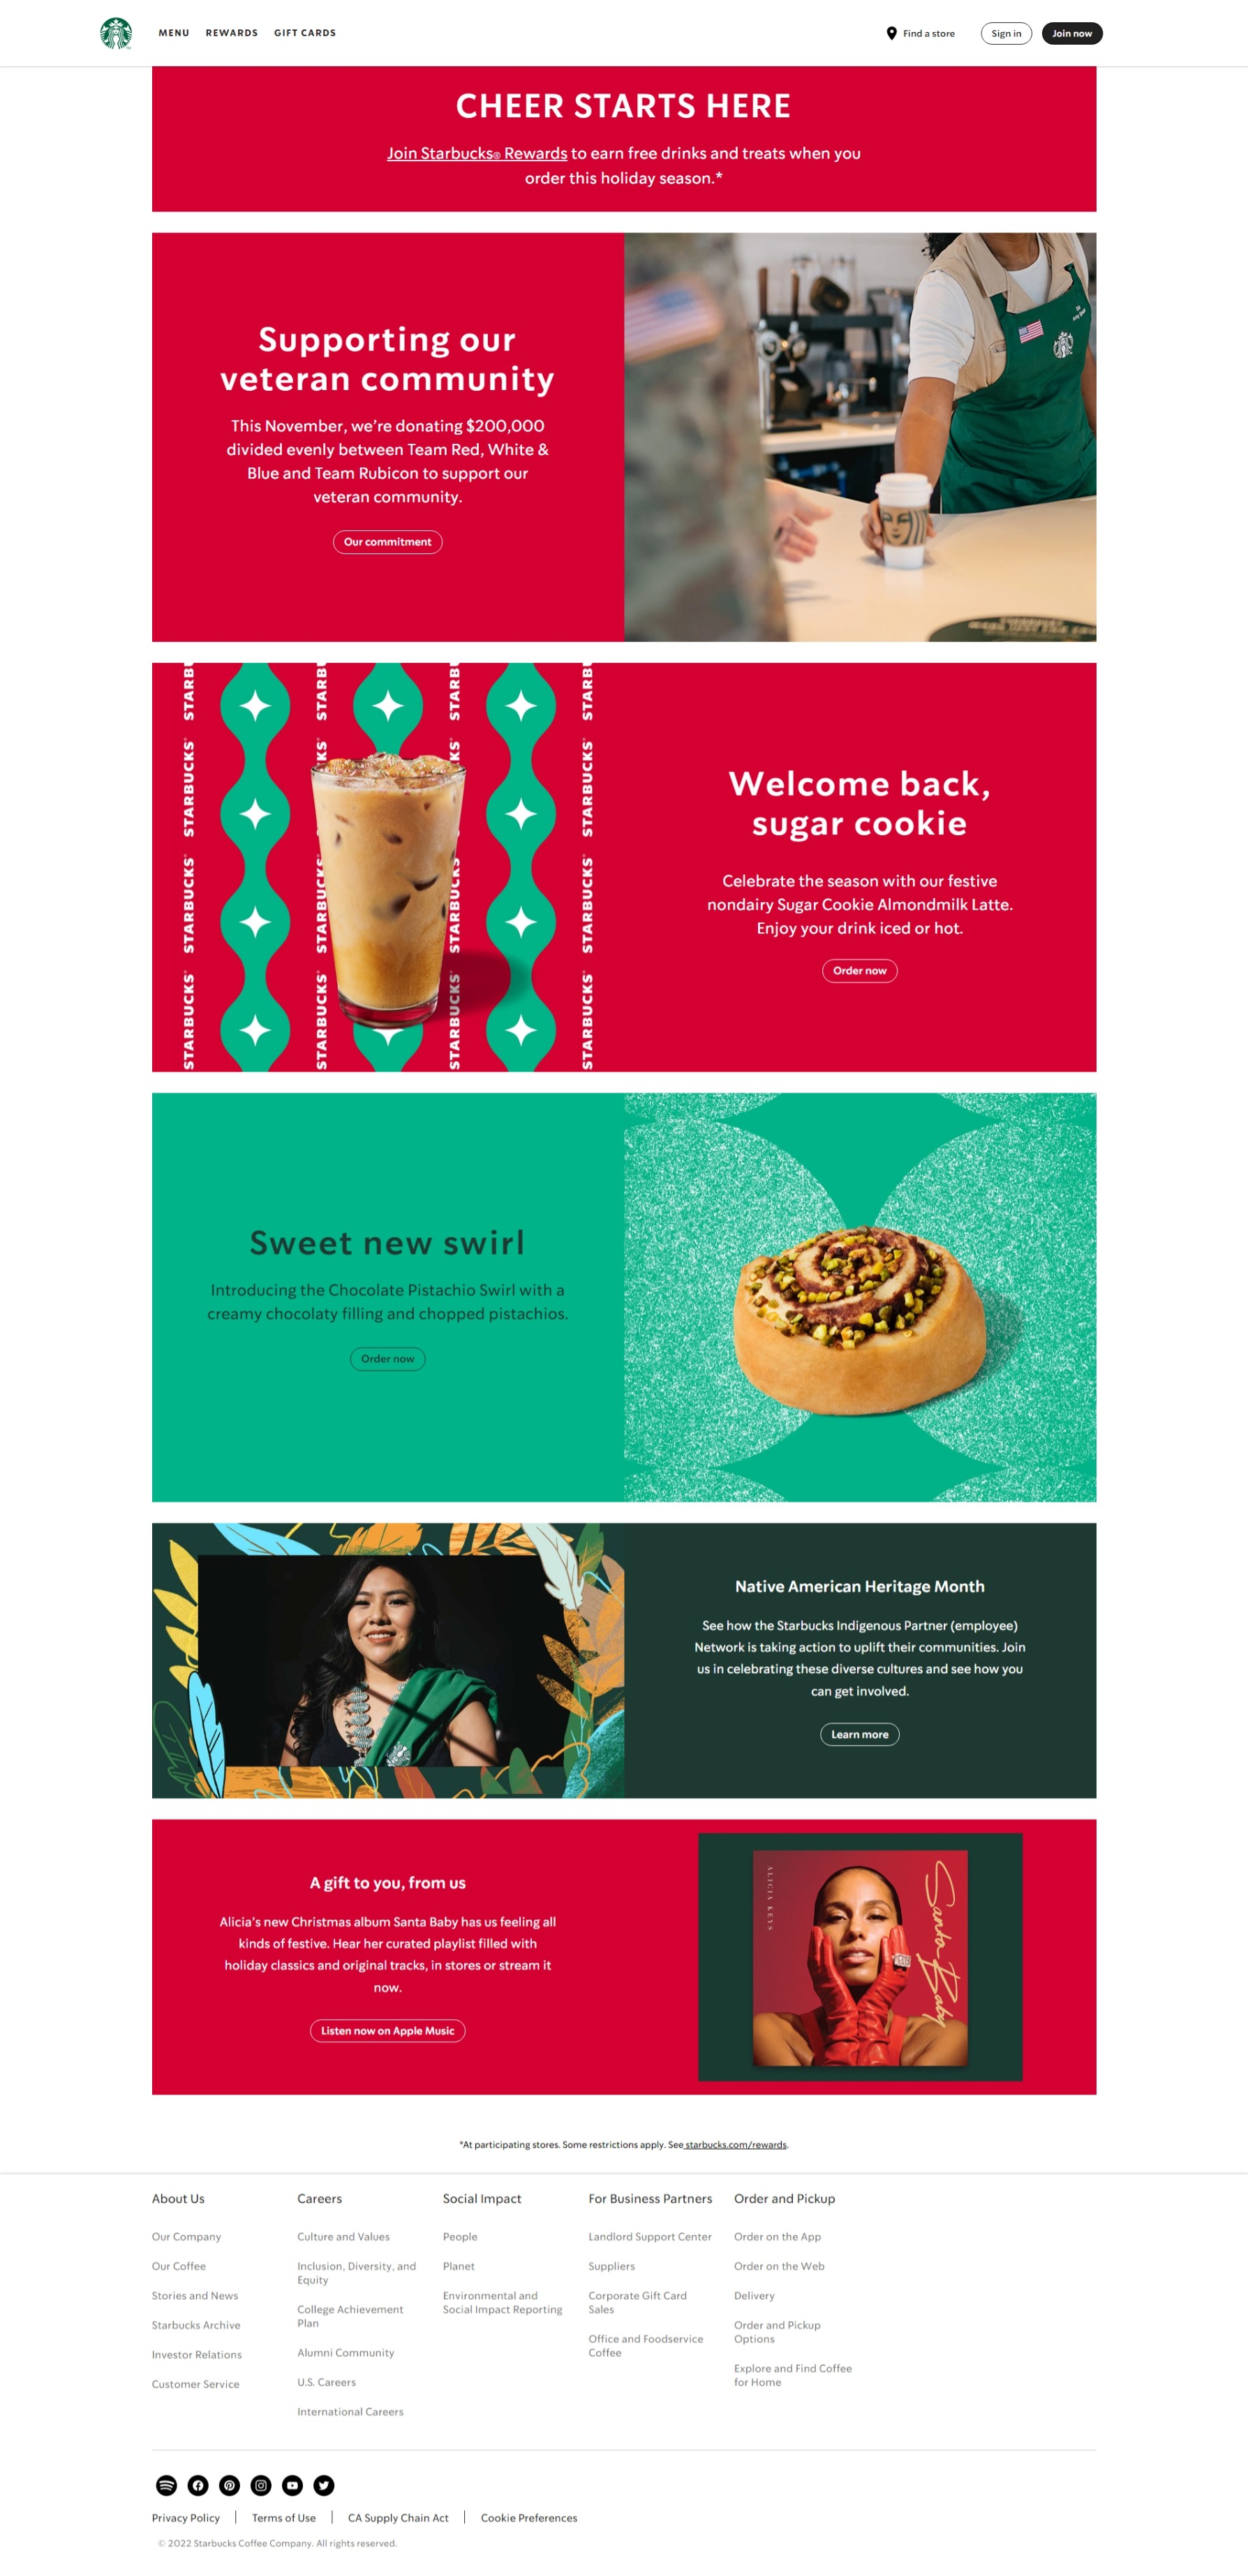 MENU REWARDS GIFT CARDS
Find a store
Sign in
Join now
CHEER STARTS HERE
Join Starbucks® Rewards to earn free drinks and treats when you
order this holiday season.*
Supporting our
veteran community
This November, we're donating $200,000
divided evenly between Team Red, White &
Blue and Team Rubicon to support our
veteran community.
Our commitment
STARBUCKS
STARBUCKS
STARBUCKS
STARBUCKS
Welcome back,
sugar cookie
Celebrate the season with our festive
nondairy Sugar Cookie Almondmilk Latte.
Enjoy your drink iced or hot.
Order now
Sweet new swirl
Introducing the Chocolate Pistachio Swirl with a
creamy chocolaty filling and chopped pistachios.
Order now
Native American Heritage Month
See how the Starbucks Indigenous Partner (employee)
Network is taking action to uplift their communities. Join
us in celebrating these diverse cultures and see how you
can get involved.
Learn more
A gift to you, from us
Alicia's new Christmas album Santa Baby has us feeling all
kinds of festive. Hear her curated playlist filled with
holiday classics and original tracks, in stores or stream it
now.
Listen now on Apple Music
ALICIA KEYS
Santa Baby
*At participating stores. Some restrictions apply. See starbucks.com/rewards.
About Us
Our Company
Our Coffee
Stories and News
Starbucks Archive
Investor Relations
Customer Service
Careers
Culture and Values
Inclusion, Diversity, and
Equity
College Achievement
Plan
Alumni Community
U.S. Careers
International Careers
Social Impact
People
Planet
Environmental and
Social Impact Reporting
For Business Partners
Landlord Support Center
Suppliers
Corporate Gift Card
Sales
Office and Foodservice
Coffee
Order and Pickup
Order on the App
Order on the Web
Delivery
Order and Pickup
Options
Explore and Find Coffee
for Home
Privacy Policy | Terms of Use | CA Supply Chain Act | Cookie Preferences
© 2022 Starbucks Coffee Company. All rights reserved.